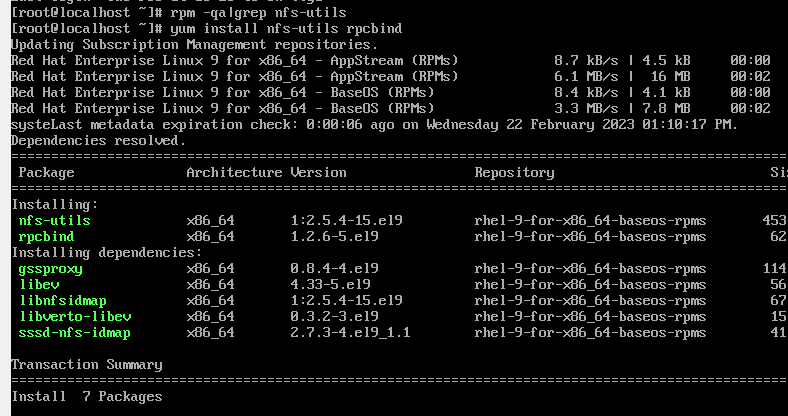 [root@localhost ~]# rpm -qalgrep nfs-utils
[root@localhost ~]# yum install nfs-utils rpcbind
Updating Subscription Management repositories.
Red Hat Enterprise Linux 9 for x86_64 - AppStream (RPMs) 8.7 kB/s | 4.5 kB 00:00
Red Hat Enterprise Linux 9 for x86_64 - AppStream (RPMs) 6.1 MB/s | 16 MB 00:02
Red Hat Enterprise Linux 9 for x86_64 - BaseOS (RPMs) 8.4 kB/s | 4.1 kB 00:00
Red Hat Enterprise Linux 9 for x86_64 - BaseOS (RPMs) 3.3 MB/s | 7.8 MB 00:02
systeLast metadata expiration check: 0:00:06 ago on Wednesday 22 February 2023 01:10:17 PM.
Dependencies resolved.
Package Architecture Version Repository Si
Installing:
nfs-utils x86_64 1:2.5.4-15.el9 rhel-9-for-x86_64-baseos-rpms 453
rpcbind x86_64 1.2.6-5.el9 rhel-9-for-x86_64-baseos-rpms 62
Installing dependencies:
gssproxy x86_64 0.8.4-4.el9 rhel-9-for-x86_64-baseos-rpms 114
libev x86_64 4.33-5.el9 rhel-9-for-x86_64-baseos-rpms 56
libnfsidmap x86_64 1:2.5.4-15.el9 rhel-9-for-x86_64-baseos-rpms 67
libverto-libev x86_64 0.3.2-3.el9 rhel-9-for-x86_64-baseos-rpms 15
sssd-nfs-idmap x86_64 2.7.3-4.el9_1.1 rhel-9-for-x86_64-baseos-rpms 41
Transaction Summary
Install 7 Packages